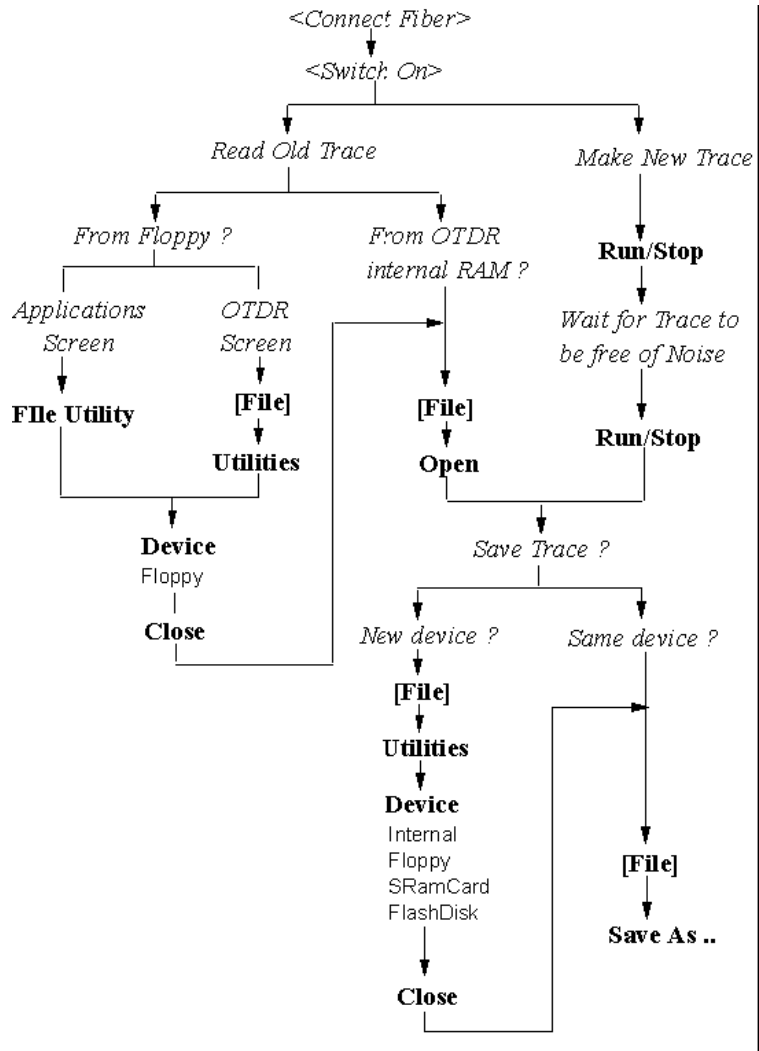 <Connect Fiber>
<Switch On>
Read Old Trace
Make New Trace
From Floppy ?
From OTDR
internal RAM ?
Run/Stop
Applications
Screen
OTDR
Screen
Wait for Trace to
be free of Noise
FIle Utility
[File]
Utilities
[File]
Open
Run/Stop
Device
Floppy
Close
Save Trace ?
New device ?
Same device ?
[File]
Utilities
Device
Internal
Floppy
SRamCard
FlashDisk
Close
[File]
Save As ..